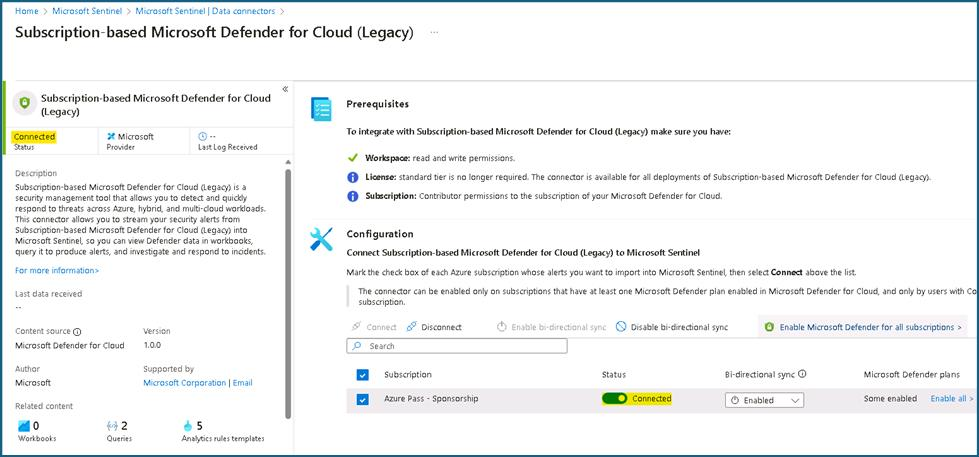 Home > Microsoft Sentinel > Microsoft Sentinel | Data connectors >
Subscription-based Microsoft Defender for Cloud (Legacy) ...
«
Subscription-based Microsoft Defender for Cloud
(Legacy)
Connected
Status
Microsoft
Provider
--
Last Log Received
Description
Subscription-based Microsoft Defender for Cloud (Legacy) is a
security management tool that allows you to detect and quickly
respond to threats across Azure, hybrid, and multi-cloud workloads.
This connector allows you to stream your security alerts from
Subscription-based Microsoft Defender for Cloud (Legacy) into
Microsoft Sentinel, so you can view Defender data in workbooks,
query it to produce alerts, and investigate and respond to incidents.
For more information>
Last data received
--
Content source
Microsoft Defender for Cloud
Version
1.0.0
Author
Microsoft
Supported by
Microsoft Corporation | Email
Related content
0
Workbooks
2
Queries
5
Analytics rules templates
Prerequisites
To integrate with Subscription-based Microsoft Defender for Cloud (Legacy) make sure you have:
Workspace: read and write permissions.
License: standard tier is no longer required. The connector is available for all deployments of Subscription-based Microsoft Defender for Cloud (Legacy).
Subscription: Contributor permissions to the subscription of your Microsoft Defender for Cloud.
Configuration
Connect Subscription-based Microsoft Defender for Cloud (Legacy) to Microsoft Sentinel
Mark the check box of each Azure subscription whose alerts you want to import into Microsoft Sentinel, then select Connect above the list.
The connector can be enabled only on subscriptions that have at least one Microsoft Defender plan enabled in Microsoft Defender for Cloud, and only by users with Co
subscription.
Connect Disconnect Enable bi-directional sync Disable bi-directional sync Enable Microsoft Defender for all subscriptions >
Search
Subscription Status Bi-directional sync Microsoft Defender plans
Azure Pass - Sponsorship Connected Enabled Some enabled Enable all >